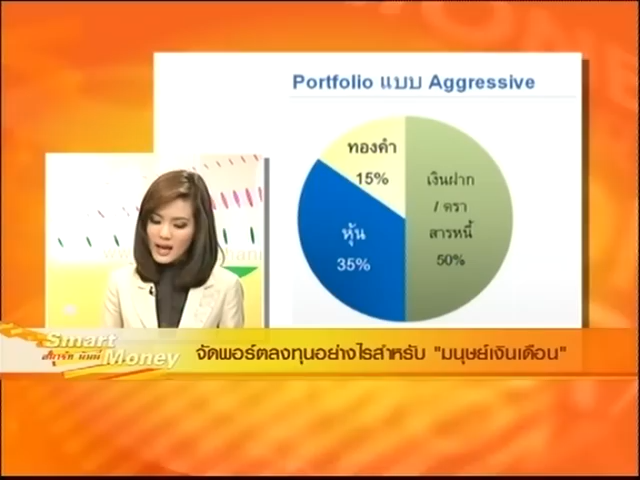 Portfolio แบบ Aggressive
ทองคำ
15%
เงินฝาก
/ ตรา
สารหนี้
50%
หุ้น
35%
Smart
สมาร์ท มันนี่ Money
จัดพอร์ตลงทุนอย่างไรสำหรับ "มนุษย์เงินเดือน"